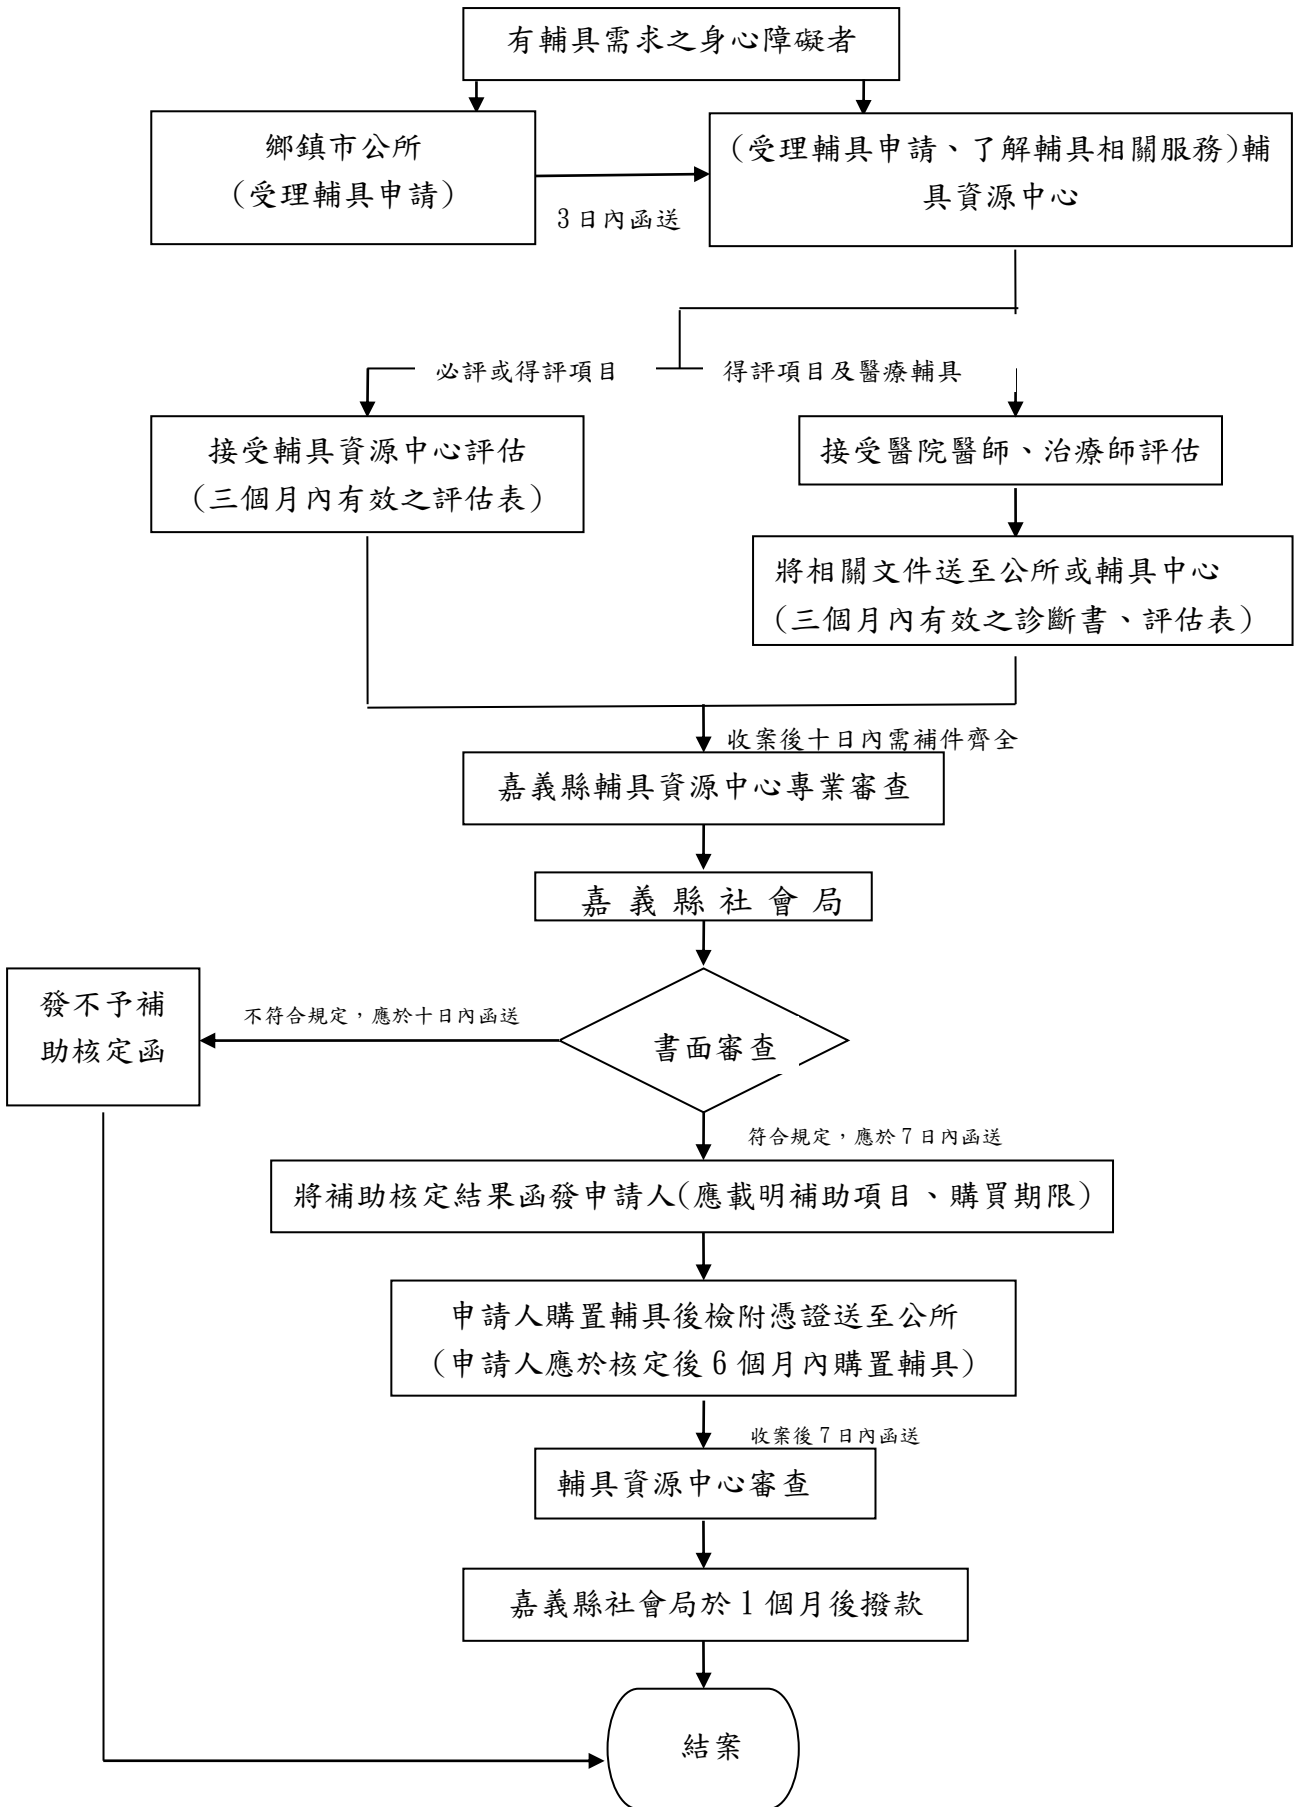 有輔具需求之身心障礙者
鄉鎮市公所
(受理輔具申請)
3日內函送
(受理輔具申請、了解輔具相關服務)輔
具資源中心
必評或得評項目
得評項目及醫療輔具
接受輔具資源中心評估
(三個月內有效之評估表)
接受醫院醫師、治療師評估
將相關文件送至公所或輔具中心
(三個月內有效之診斷書、評估表)
收案後十日內需補件齊全
嘉義縣輔具資源中心專業審查
嘉義縣社會局
書面審查
不符合規定，應於十日內函送
發不予補
助核定函
符合規定，應於7日內函送
將補助核定結果函發申請人(應載明補助項目、購買期限)
申請人購置輔具後檢附憑證送至公所
(申請人應於核定後6個月內購置輔具)
收案後7日內函送
輔具資源中心審查
嘉義縣社會局於1個月後撥款
結案